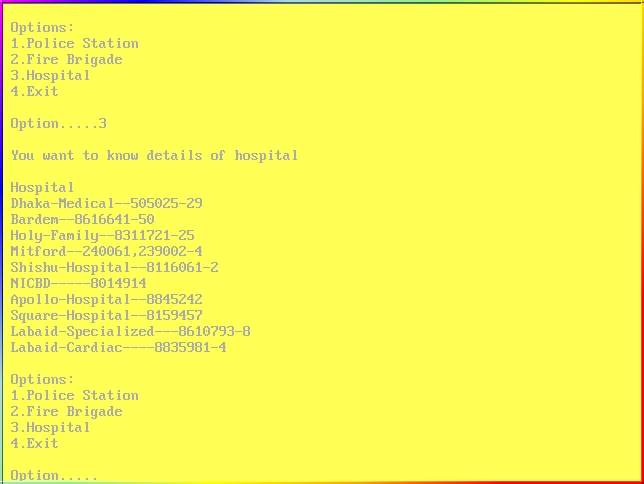 Options:
1.Police Station
2.Fire Brigade
3.Hospital
4.Exit
Option.....3
You want to know details of hospital
Hospital
Dhaka-Medical--505025-29
Bardem--8616641-50
Holy-Family--8311721-25
Mitford--240061,239002-4
Shishu-Hospital--8116061-2
NICBD-----8014914
Apollo-Hospital--8845242
Square-Hospital--8159457
Labaid-Specialized---8610793-8
Labaid-Cardiac----8835981-4
Options:
1.Police Station
2.Fire Brigade
3.Hospital
4.Exit
Option.....